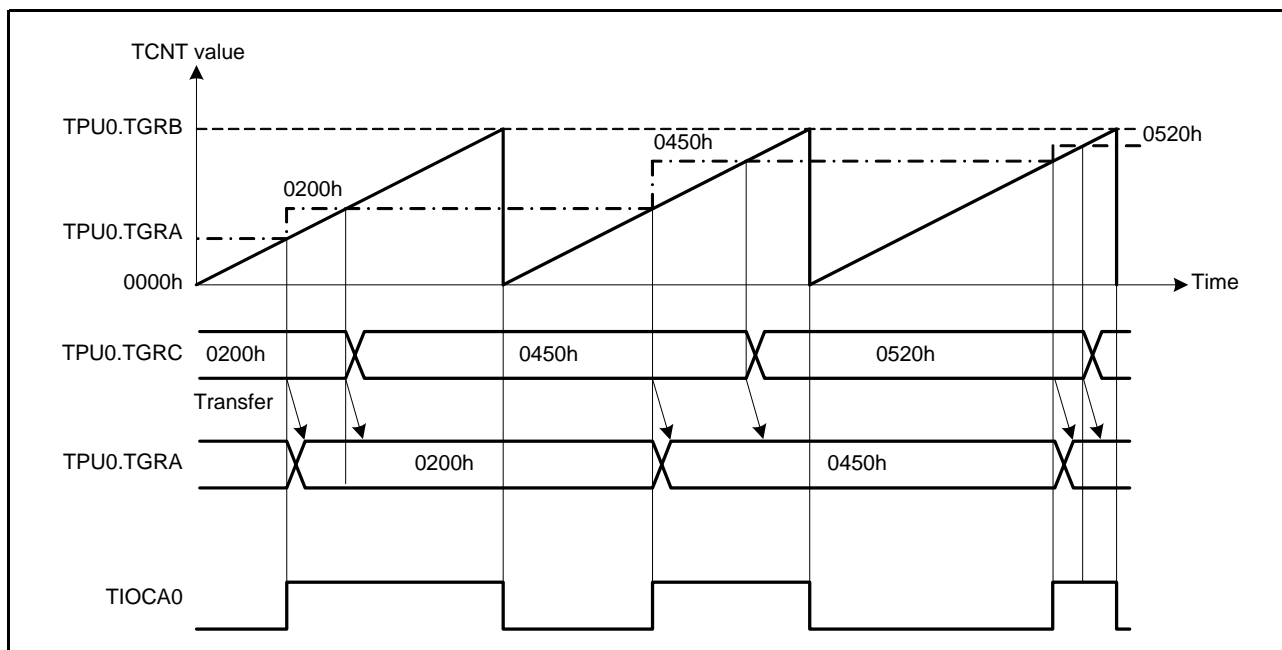 TCNT value
TPU0.TGRB
0520h
0450h
0200h
TPU0.TGRA
0000h
Time
TPU0.TGRC
0200h
0450h
0520h
Transfer
TPU0.TGRA
0200h
0450h
TIOCA0